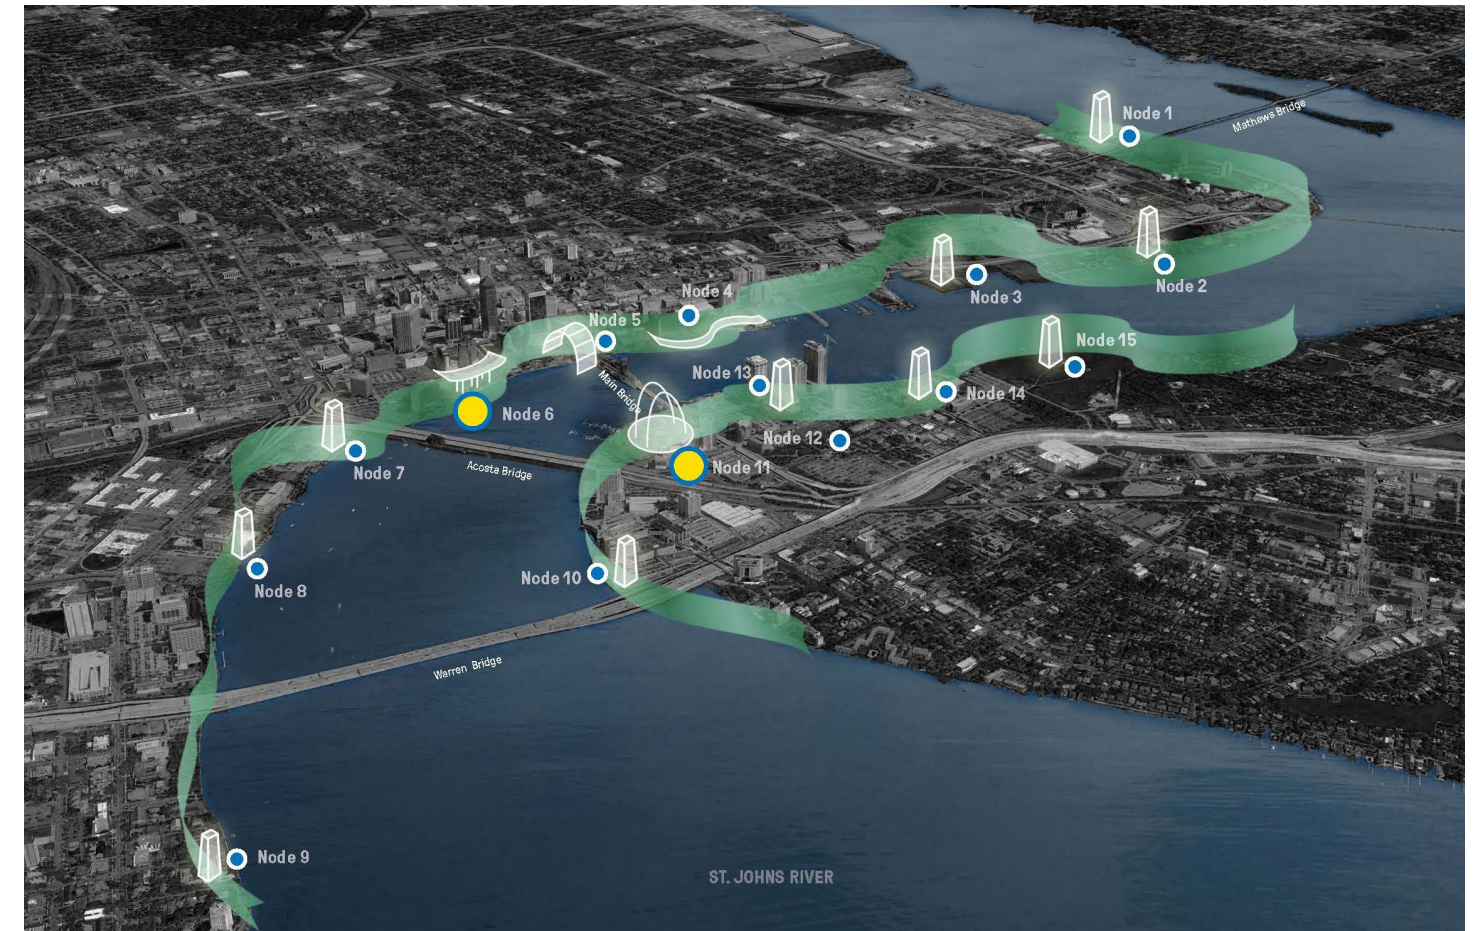 Node 1
Mathews Bridge
Node 2
Node 3
Node 4
Node 5
Node 15
Node 13
Main Bridge
Node 14
Node 6
Node 12
Node 7
Acosta Bridge
Node 11
Node 10
Node 8
Warren Bridge
Node 9
ST. JOHNS RIVER